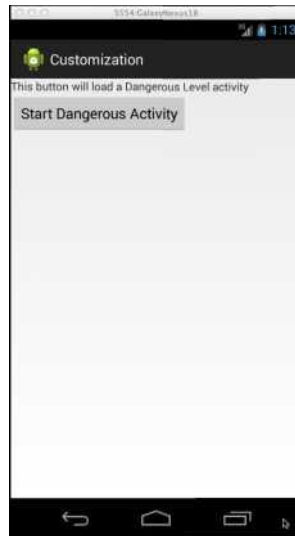 5554:GalaxyNexus18
1:13
Customization
This button will load a Dangerous Level activity
Start Dangerous Activity